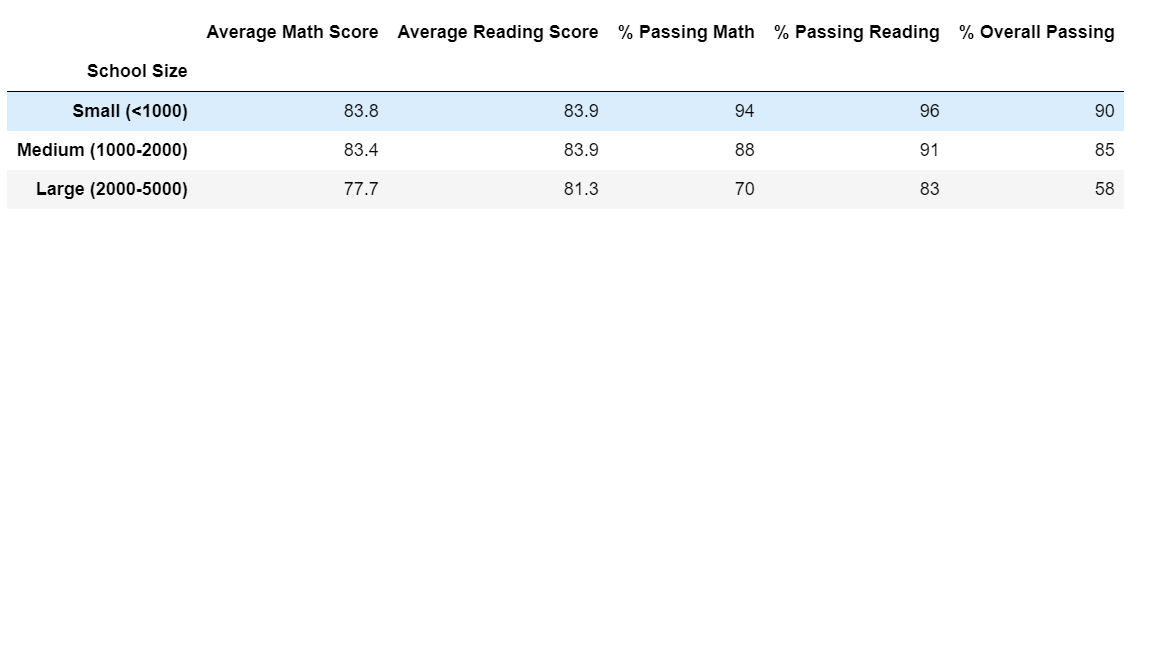 Average Math Score Average Reading Score % Passing Math % Passing Reading % Overall Passing
School Size
Small (<1000) 83.8 83.9 94 96 90
Medium (1000-2000) 83.4 83.9 88 91 85
Large (2000-5000) 77.7 81.3 70 83 58